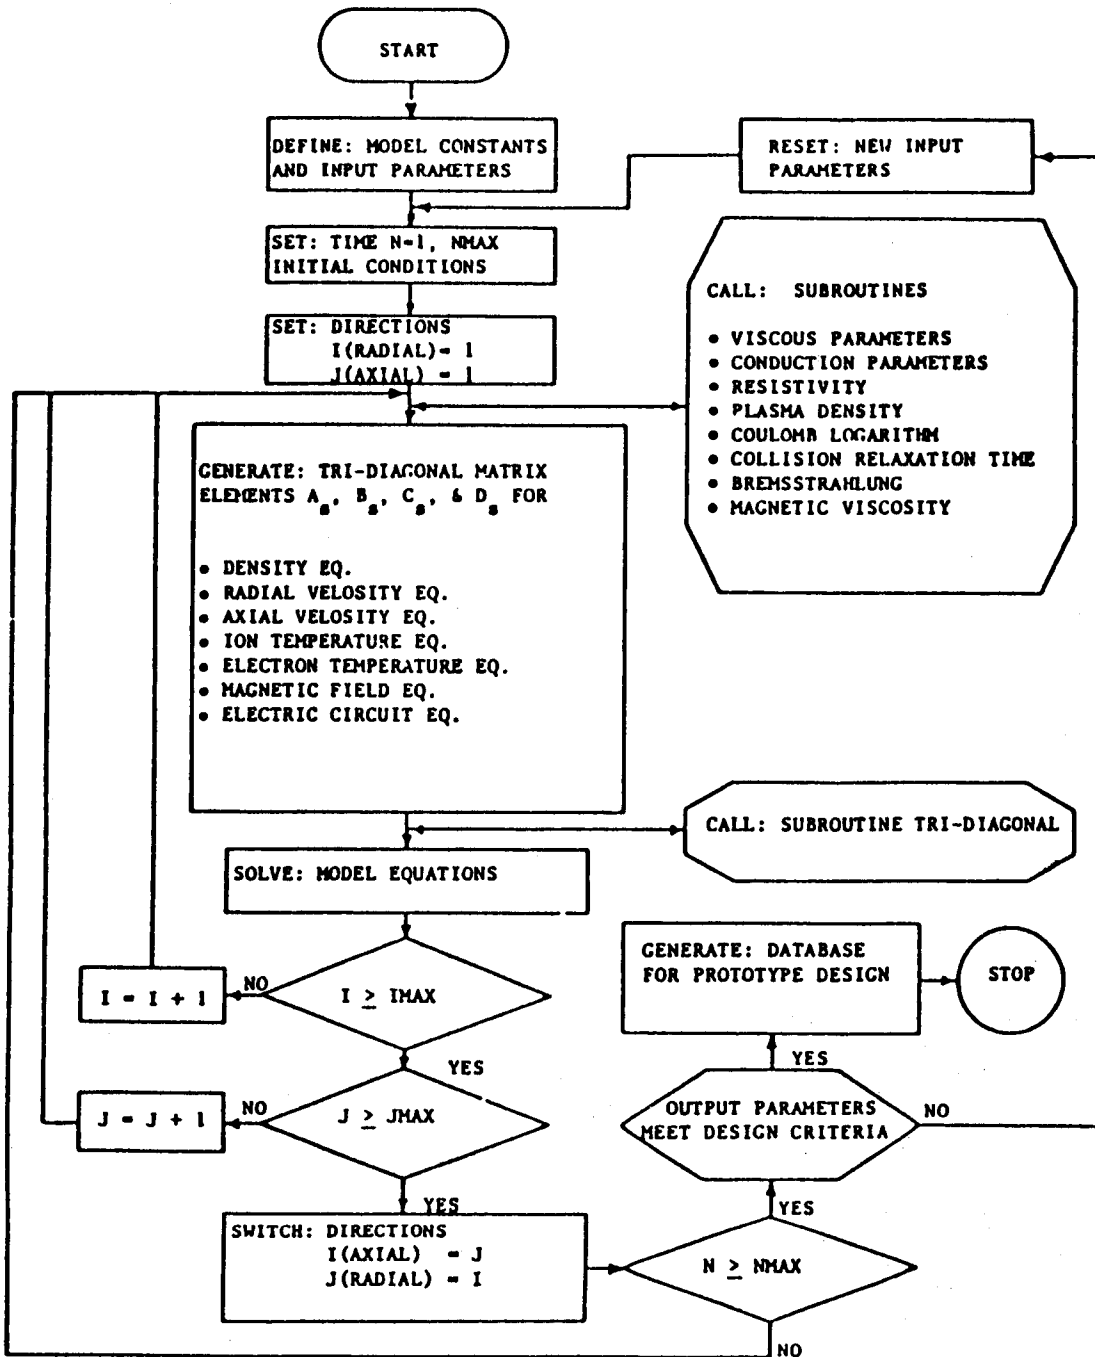 START
DEFINE: MODEL CONSTANTS
AND INPUT PARAMETERS
RESET: NEW INPUT
PARAMETERS
SET: TIME N=1, NMAX
INITIAL CONDITIONS
SET: DIRECTIONS
I(RADIAL)= 1
J(AXIAL) = 1
CALL: SUBROUTINES
• VISCOUS PARAMETERS
• CONDUCTION PARAMETERS
• RESISTIVITY
• PLASMA DENSITY
• COULOMB LOGARITHM
• COLLISION RELAXATION TIME
• BREMSSTRAHLUNG
• MAGNETIC VISCOSITY
GENERATE: TRI-DIAGONAL MATRIX
ELEMENTS A_s, B_s, C_s, & D_s FOR
• DENSITY EQ.
• RADIAL VELOSITY EQ.
• AXIAL VELOSITY EQ.
• ION TEMPERATURE EQ.
• ELECTRON TEMPERATURE EQ.
• MAGNETIC FIELD EQ.
• ELECTRIC CIRCUIT EQ.
CALL: SUBROUTINE TRI-DIAGONAL
SOLVE: MODEL EQUATIONS
I ≥ IMAX
NO
I = I + 1
YES
J ≥ JMAX
NO
J = J + 1
YES
SWITCH: DIRECTIONS
I(AXIAL) = J
J(RADIAL) = I
N ≥ NMAX
NO
YES
OUTPUT PARAMETERS
MEET DESIGN CRITERIA
NO
YES
GENERATE: DATABASE
FOR PROTOTYPE DESIGN
STOP